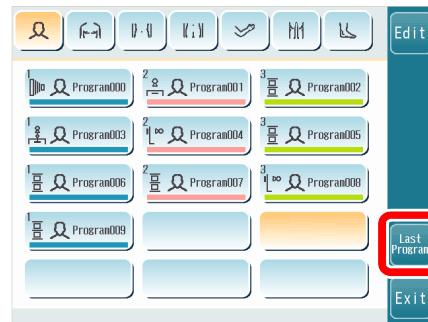 Edit
1 Program000
2 Program001
3 Program002
1 Program003
2 Program004
3 Program005
1 Program006
2 Program007
3 Program008
1 Program009
Last
Program
Exit